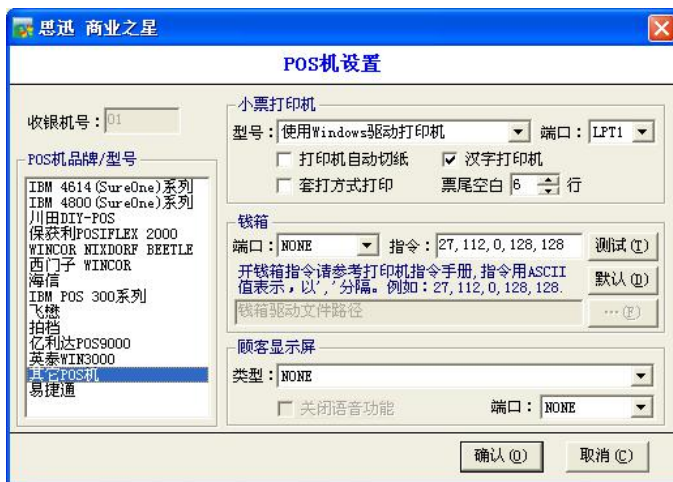 思迅 商业之星
POS机设置
收银机号：01
POS机品牌/型号
IBM 4614(SureOne)系列
IBM 4800(SureOne)系列
川田DIY-POS
保获利POSIFLEX 2000
WINCOR NIXDORF BEETLE
西门子 WINCOR
海信
IBM POS 300系列
飞懋
拍档
亿利达POS9000
英泰WIN3000
其它POS机
易捷通
小票打印机
型号：使用Windows驱动打印机 端口：LPT1
打印机自动切纸 汉字打印机
套打方式打印 票尾空白 6 行
钱箱
端口：NONE 指令：27,112,0,128,128 测试(T)
开钱箱指令请参考打印机指令手册,指令用ASCII
值表示，以','分隔。例如：27,112,0,128,128.
默认(D)
钱箱驱动文件路径 …(F)
顾客显示屏
类型：NONE
关闭语音功能 端口：NONE
确认(O) 取消(C)